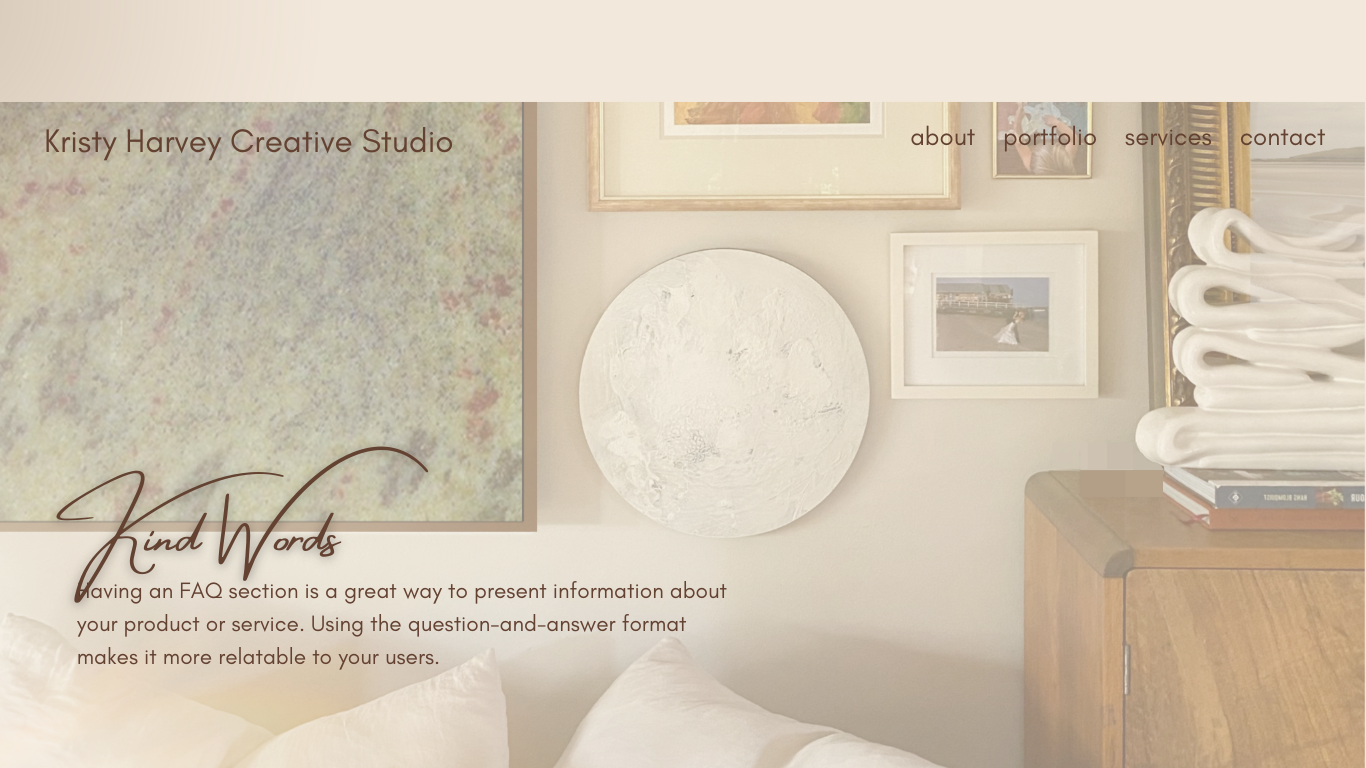 Kristy Harvey Creative Studio
about portfolio services contact
Kind Words
Having an FAQ section is a great way to present information about
your product or service. Using the question-and-answer format
makes it more relatable to your users.